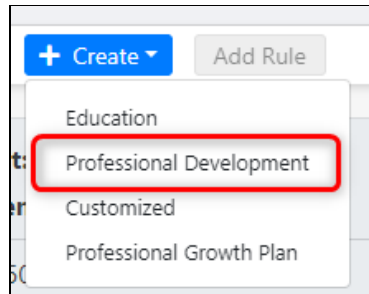 + Create Add Rule
Education
Professional Development
Customized
Professional Growth Plan